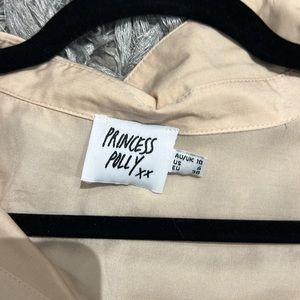 PRINCESS
POLLY xx
AU/UK 10
US 6
EU 38